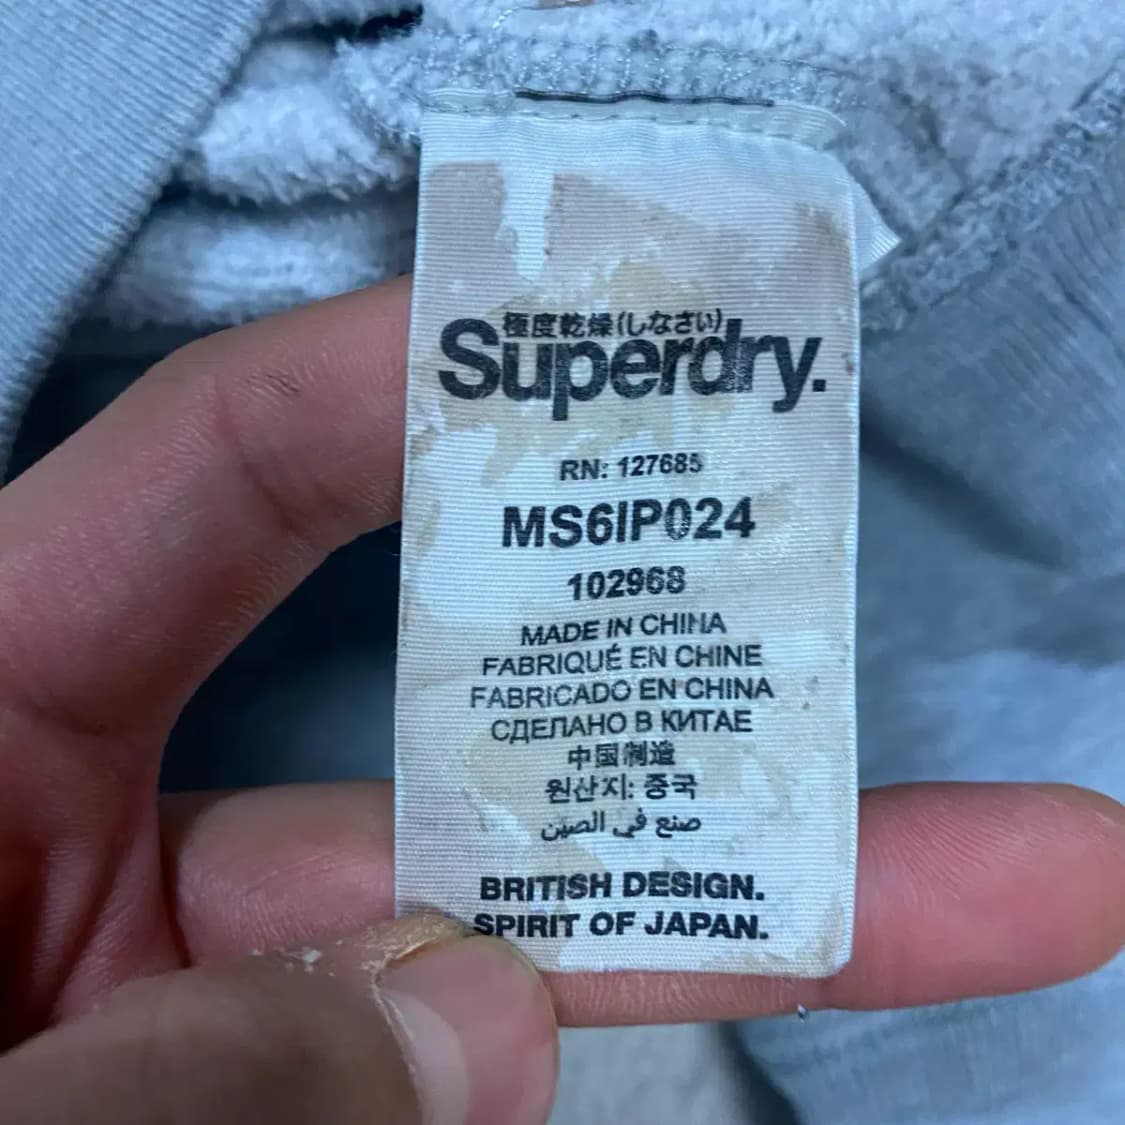 極度乾燥(しなさい)
Superdry.
RN: 127685
MS6IP024
102968
MADE IN CHINA
FABRIQUÉ EN CHINE
FABRICADO EN CHINA
СДЕЛАНО В КИТАЕ
中国制造
원산지: 중국
صنع في الصين
BRITISH DESIGN.
SPIRIT OF JAPAN.